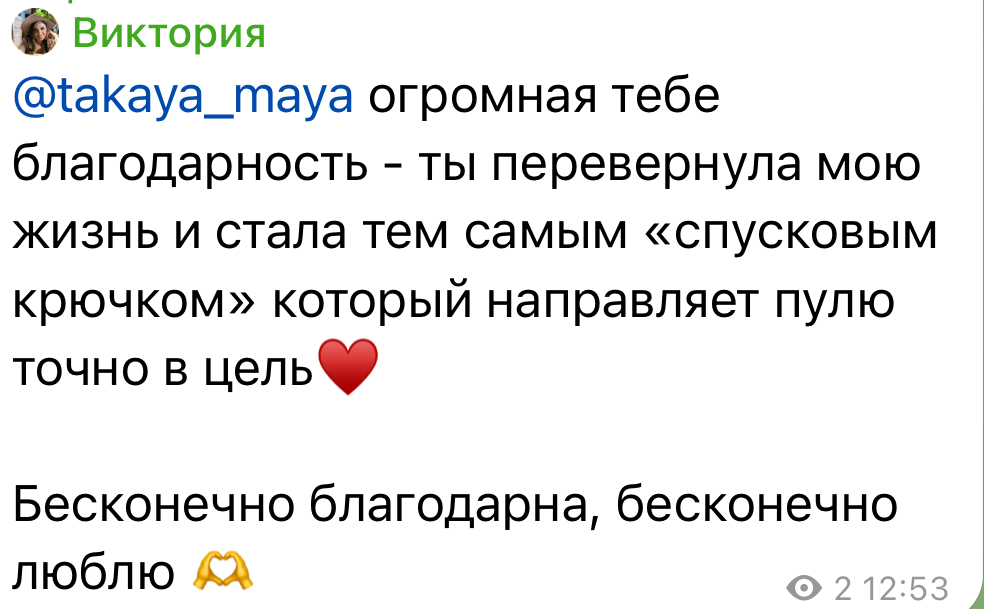 Виктория
@takaya_maya огромная тебе
благодарность - ты перевернула мою
жизнь и стала тем самым «спусковым
крючком» который направляет пулю
точно в цель❤️
Бесконечно благодарна, бесконечно
люблю 🫶
2 12:53